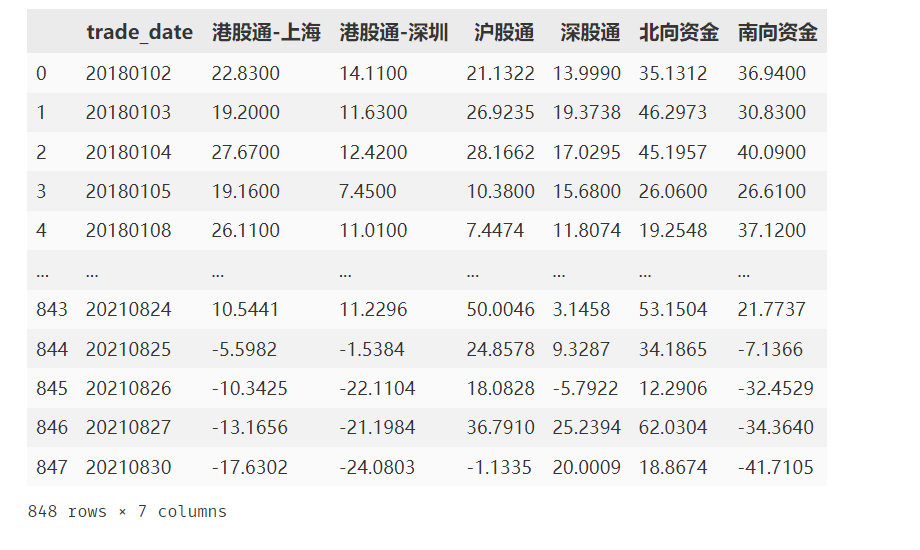 trade_date 港股通-上海 港股通-深圳 沪股通 深股通 北向资金 南向资金
0 20180102 22.8300 14.1100 21.1322 13.9990 35.1312 36.9400
1 20180103 19.2000 11.6300 26.9235 19.3738 46.2973 30.8300
2 20180104 27.6700 12.4200 28.1662 17.0295 45.1957 40.0900
3 20180105 19.1600 7.4500 10.3800 15.6800 26.0600 26.6100
4 20180108 26.1100 11.0100 7.4474 11.8074 19.2548 37.1200
... ... ... ... ... ... ... ...
843 20210824 10.5441 11.2296 50.0046 3.1458 53.1504 21.7737
844 20210825 -5.5982 -1.5384 24.8578 9.3287 34.1865 -7.1366
845 20210826 -10.3425 -22.1104 18.0828 -5.7922 12.2906 -32.4529
846 20210827 -13.1656 -21.1984 36.7910 25.2394 62.0304 -34.3640
847 20210830 -17.6302 -24.0803 -1.1335 20.0009 18.8674 -41.7105
848 rows × 7 columns